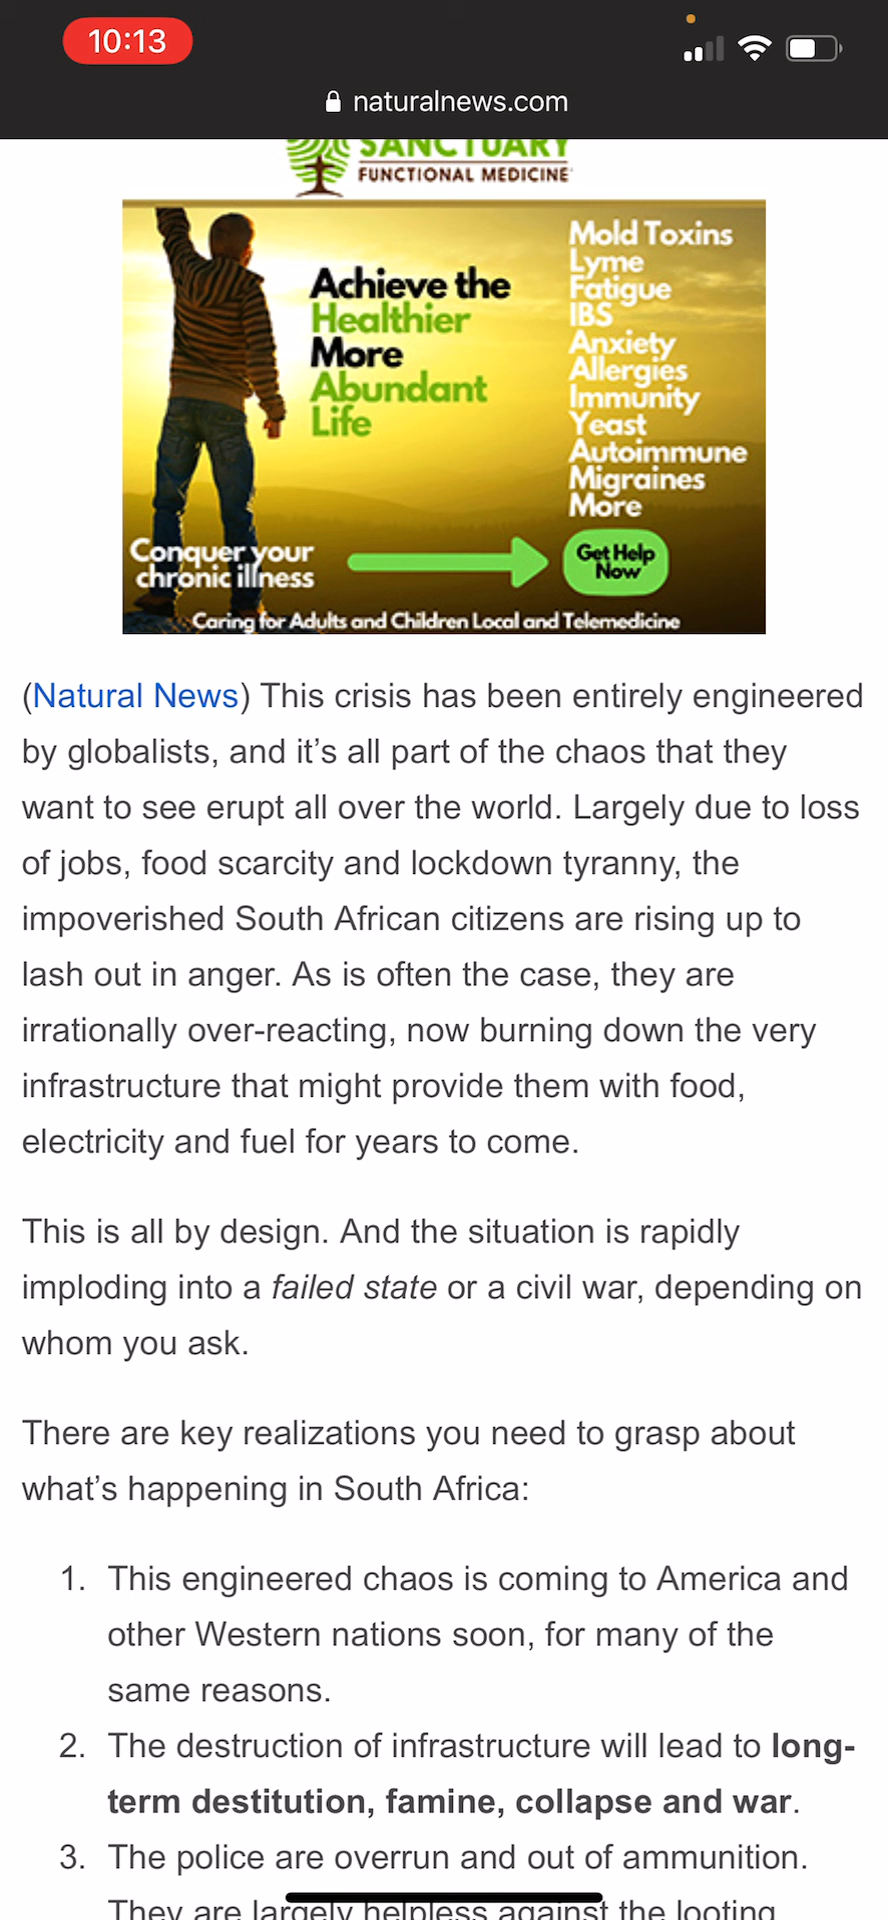 10:13
naturalnews.com
SANCTUARY
FUNCTIONAL MEDICINE
Achieve the
Healthier
More
Abundant
Life
Mold Toxins
Lyme
Fatigue
IBS
Anxiety
Allergies
Immunity
Yeast
Autoimmune
Migraines
More
Conquer your
chronic illness
Get Help
Now
Caring for Adults and Children Local and Telemedicine
(Natural News) This crisis has been entirely engineered
by globalists, and it’s all part of the chaos that they
want to see erupt all over the world. Largely due to loss
of jobs, food scarcity and lockdown tyranny, the
impoverished South African citizens are rising up to
lash out in anger. As is often the case, they are
irrationally over-reacting, now burning down the very
infrastructure that might provide them with food,
electricity and fuel for years to come.
This is all by design. And the situation is rapidly
imploding into a failed state or a civil war, depending on
whom you ask.
There are key realizations you need to grasp about
what’s happening in South Africa:
1. This engineered chaos is coming to America and
other Western nations soon, for many of the
same reasons.
2. The destruction of infrastructure will lead to long-
term destitution, famine, collapse and war.
3. The police are overrun and out of ammunition.
They are largely helpless against the looting